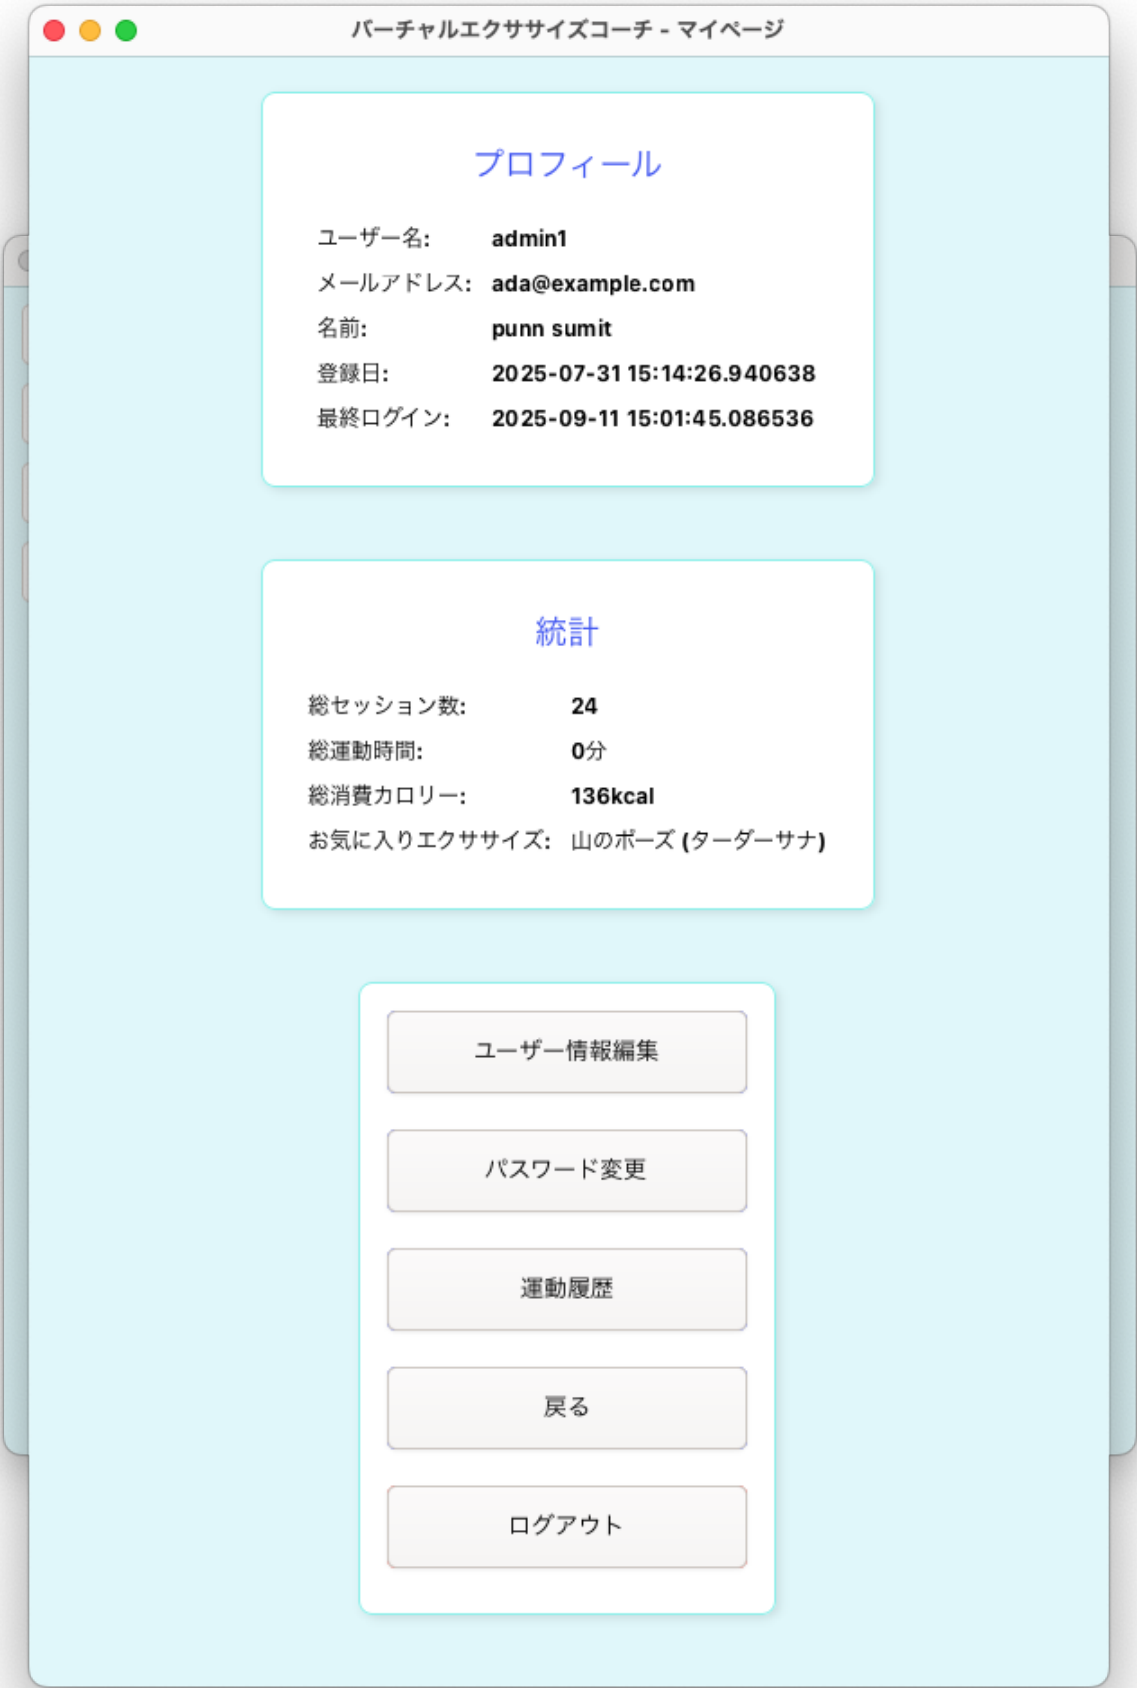 バーチャルエクササイズコーチ - マイページ
プロフィール
ユーザー名: admin1
メールアドレス: ada@example.com
名前: punn sumit
登録日: 2025-07-31 15:14:26.940638
最終ログイン: 2025-09-11 15:01:45.086536
統計
総セッション数: 24
総運動時間: 0分
総消費カロリー: 136kcal
お気に入りエクササイズ: 山のポーズ (ターダーサナ)
ユーザー情報編集
パスワード変更
運動履歴
戻る
ログアウト